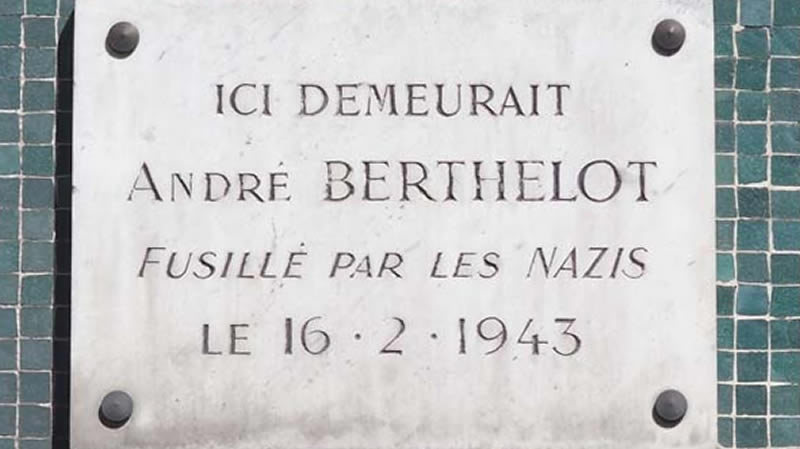 ICI DEMEURAIT
ANDRÉ BERTHELOT
FUSILLÉ PAR LES NAZIS
LE 16 · 2 · 1943